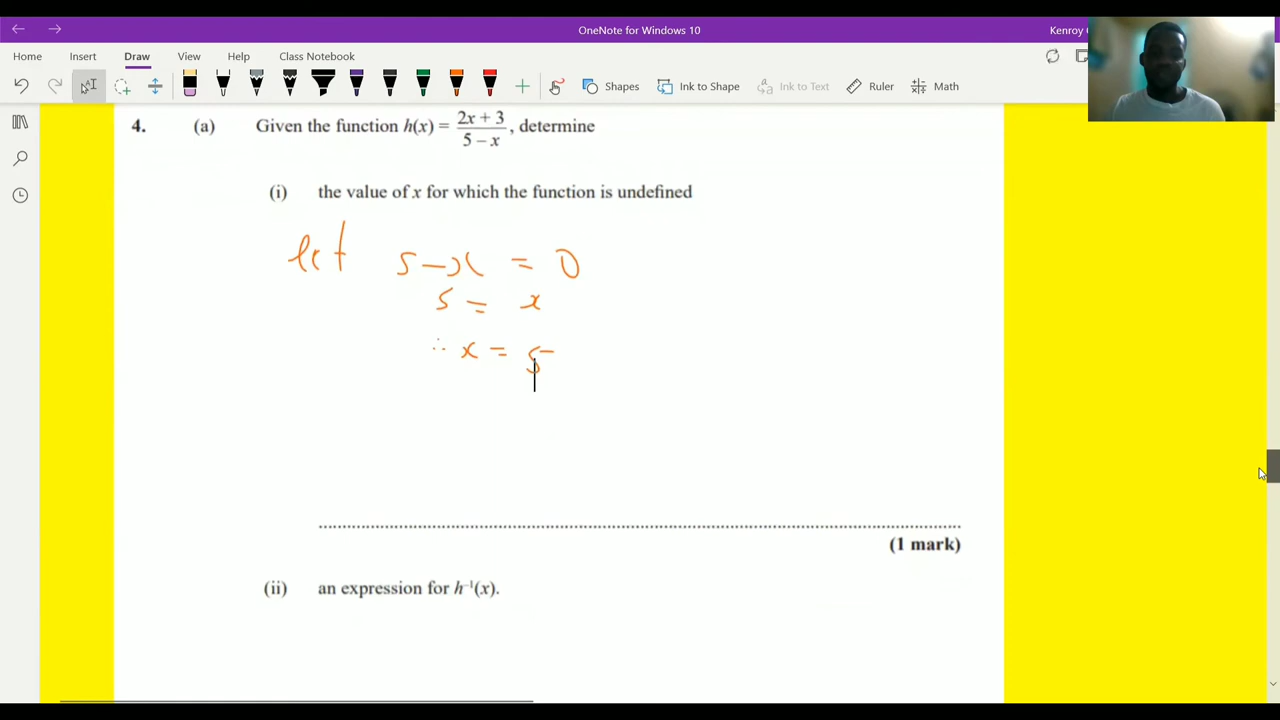 OneNote for Windows 10
Kenroy
Home Insert Draw View Help Class Notebook
Shapes Ink to Shape Ink to Text Ruler Math
4. (a) Given the function h(x) = \frac{2x + 3}{5 – x}, determine
(i) the value of x for which the function is undefined
let 5 – x = 0
5 = x
∴ x = 5
(1 mark)
(ii) an expression for h⁻¹(x).